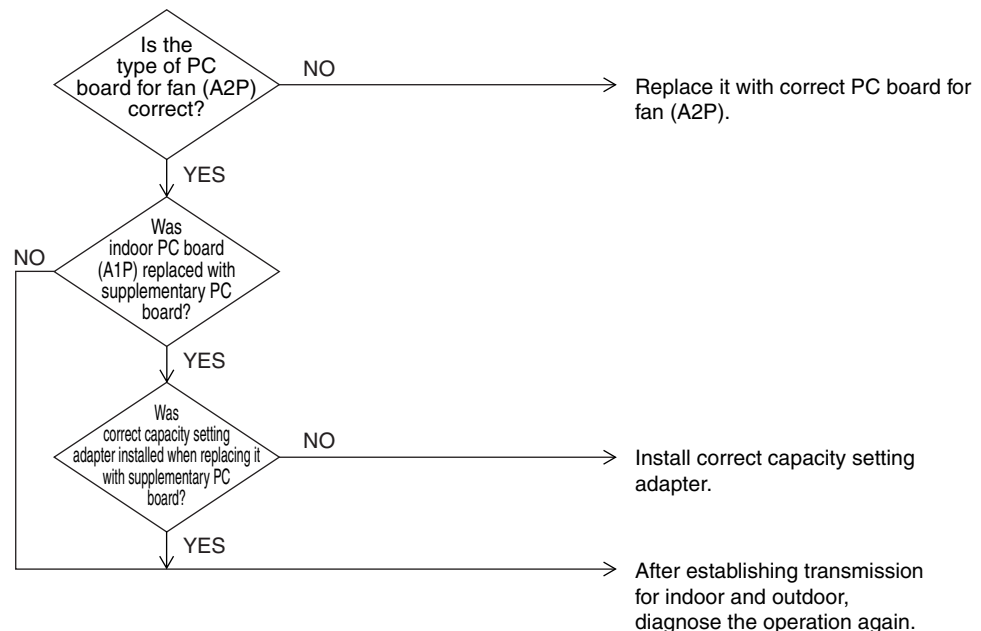 Is the
type of PC
board for fan (A2P)
correct?
NO
Replace it with correct PC board for
fan (A2P).
YES
Was
indoor PC board
(A1P) replaced with
supplementary PC
board?
NO
YES
Was
correct capacity setting
adapter installed when replacing it
with supplementary PC
board?
NO
Install correct capacity setting
adapter.
YES
After establishing transmission
for indoor and outdoor,
diagnose the operation again.